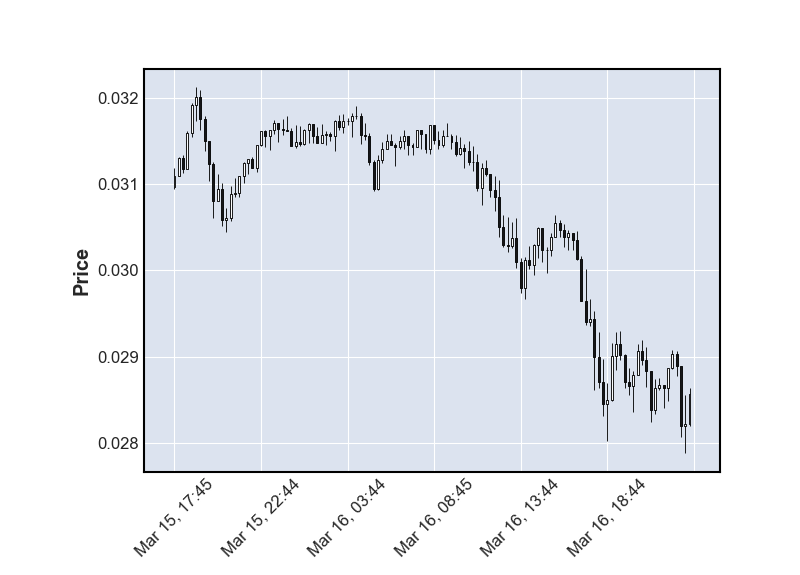 0.032
0.031
0.030
0.029
0.028
Price
Mar 15, 17:45
Mar 15, 22:44
Mar 16, 03:44
Mar 16, 08:45
Mar 16, 13:44
Mar 16, 18:44